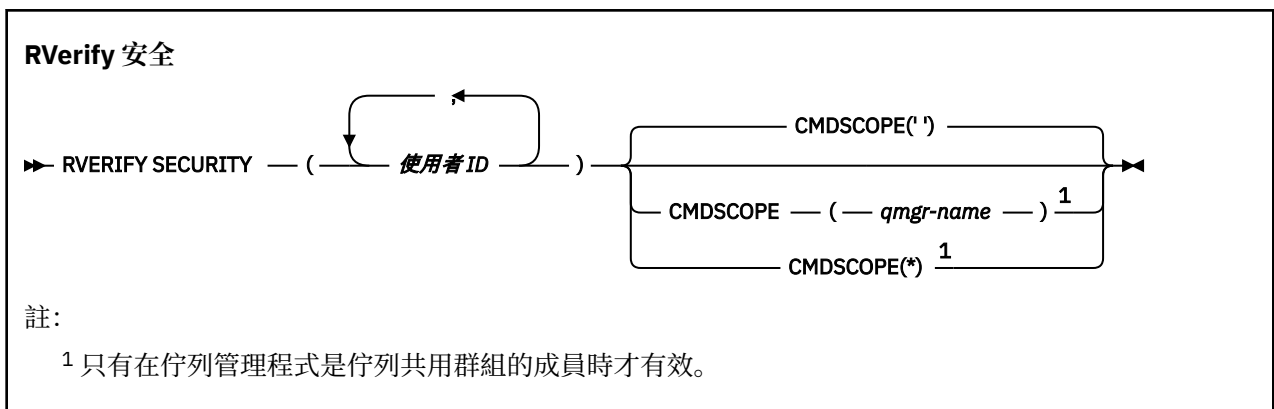 RVerify 安全
,
CMDSCOPE(' ')
RVERIFY SECURITY ( 使用者 ID )
CMDSCOPE ( qmgr-name ) 1
CMDSCOPE(*) 1
註：
1 只有在佇列管理程式是佇列共用群組的成員時才有效。